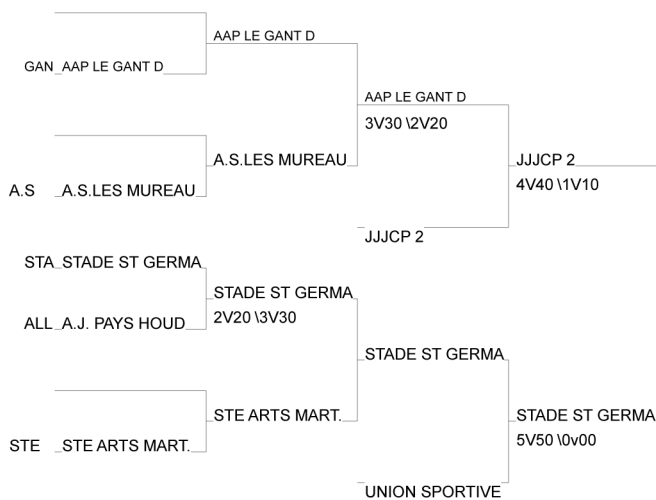 AAP LE GANT D
GAN AAP LE GANT D
AAP LE GANT D
3V30 \2V20
A.S.LES MUREAU
JJJCP 2
4V40 \1V10
A.S A.S.LES MUREAU
JJJCP 2
STA STADE ST GERMA
STADE ST GERMA
2V20 \3V30
ALL A.J. PAYS HOUD
STADE ST GERMA
STE ARTS MART.
STADE ST GERMA
5V50 \0v00
STE STE ARTS MART.
UNION SPORTIVE